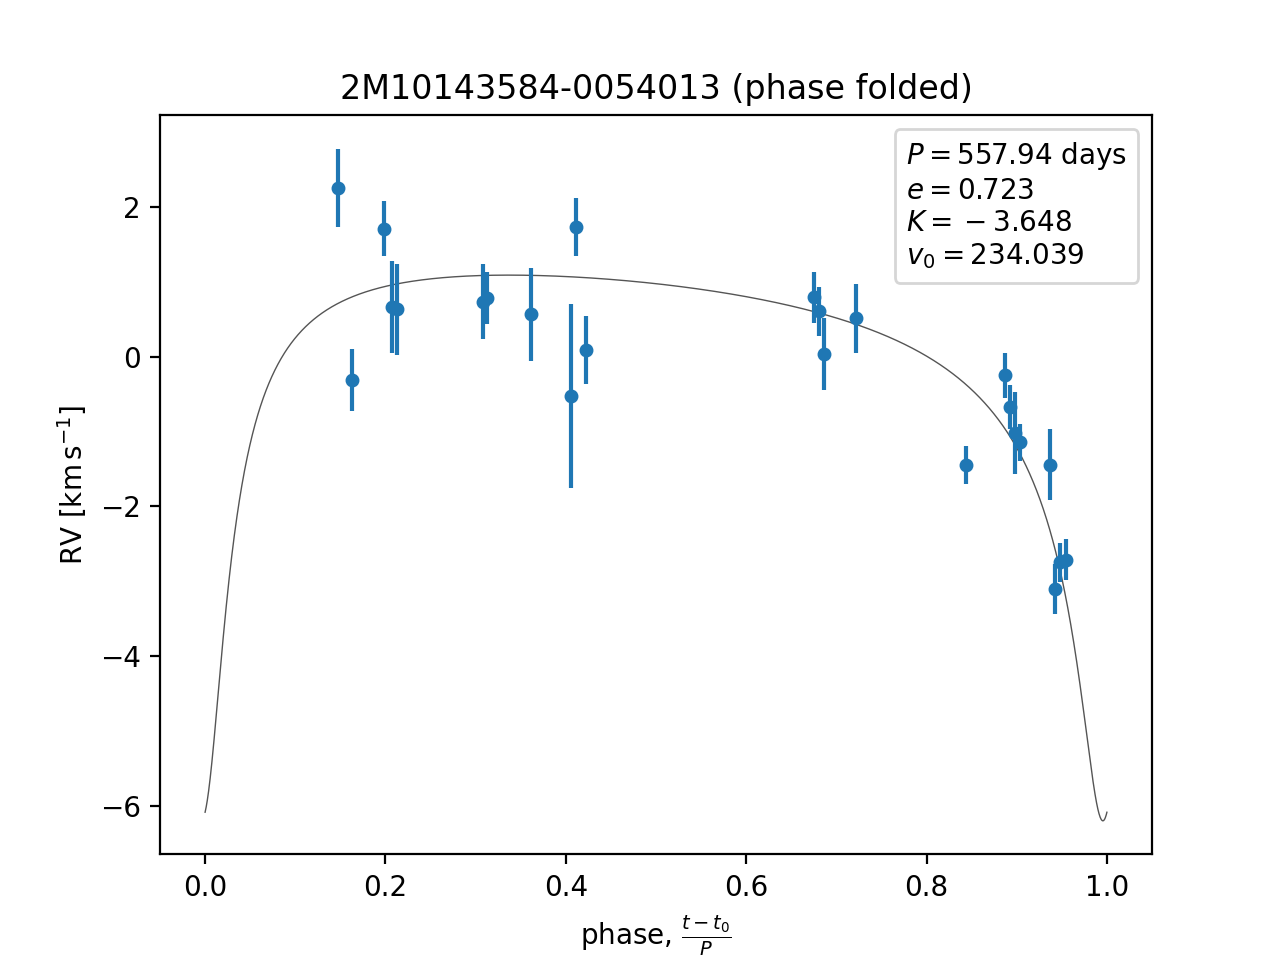 2M10143584-0054013 (phase folded)
P = 557.94 days
e = 0.723
K = −3.648
v₀ = 234.039
2
0
−2
−4
−6
RV [km s⁻¹]
0.0 0.2 0.4 0.6 0.8 1.0
phase, (t − t₀)/P